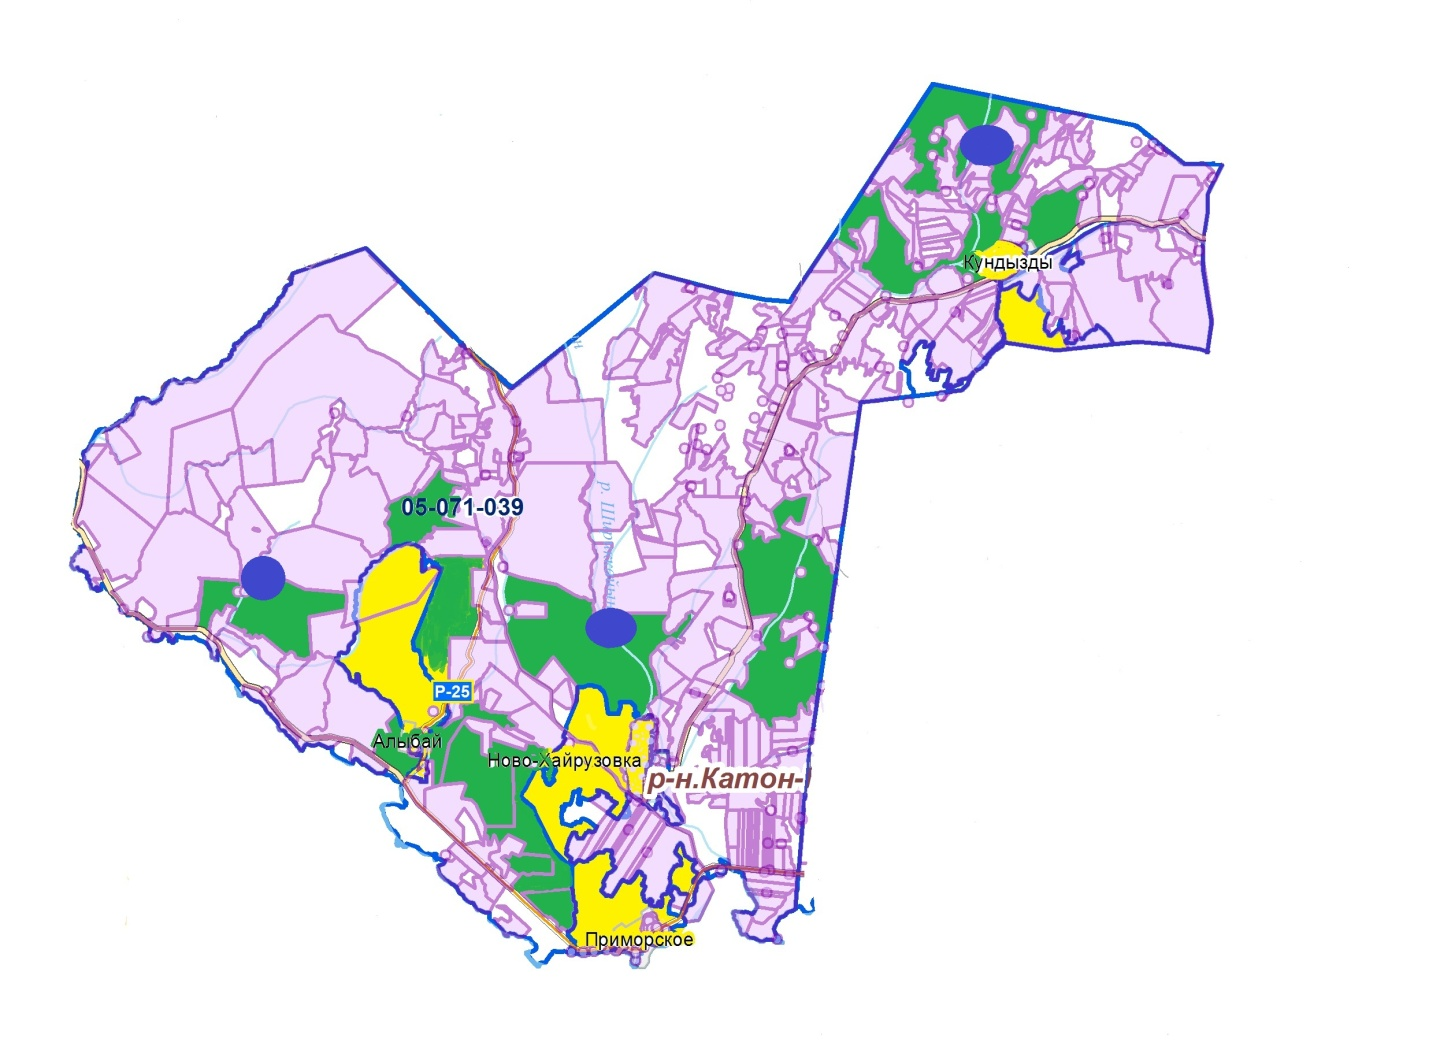 Кундызды
05-071-039
Р-25
Алыбай
Ново-Хайрузовка
р-н.Катон-
Приморское